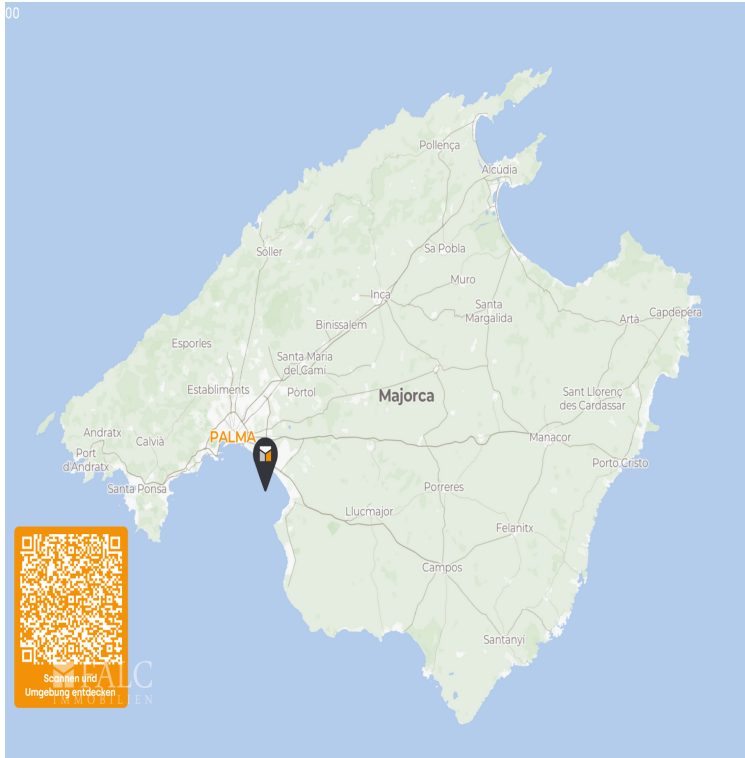 00
Pollença
Alcúdia
Sóller
Sa Pobla
Muro
Inca
Santa
Margalida
Binissalem
Artà
Capdepera
Esporles
Santa Maria
del Camí
Establiments
Pòrtol
Majorca
Sant Llorenç
des Cardassar
Andratx
Calvià
PALMA
Manacor
Port
d'Andratx
Porto Cristo
Santa Ponsa
Porreres
Llucmajor
Felanitx
Campos
Santanyí
Scannen und
Umgebung entdecken
FALC
IMMOBILIEN